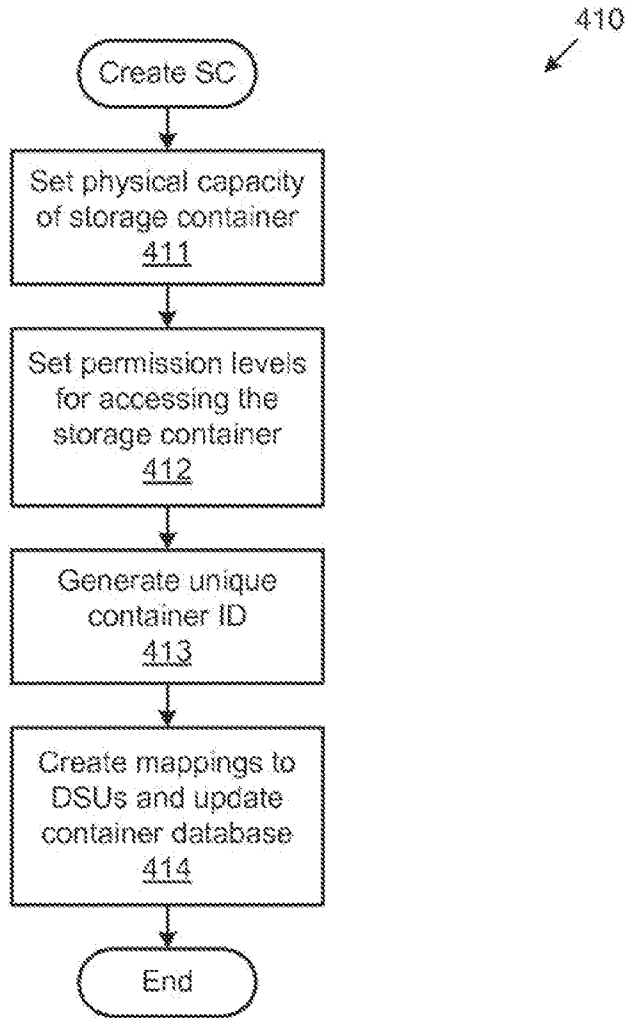 410
Create SC
Set physical capacity
of storage container
411
Set permission levels
for accessing the
storage container
412
Generate unique
container ID
413
Create mappings to
DSUs and update
container database
414
End